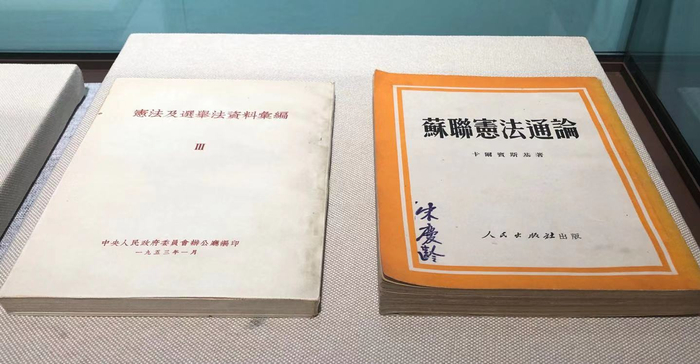 憲法及選舉法資料彙編
III
中央人民政府委員會辦公廳編印
一九五三年一月
蘇聯憲法通論
卡爾賓斯基著
宋慶齡
人民出版社出版